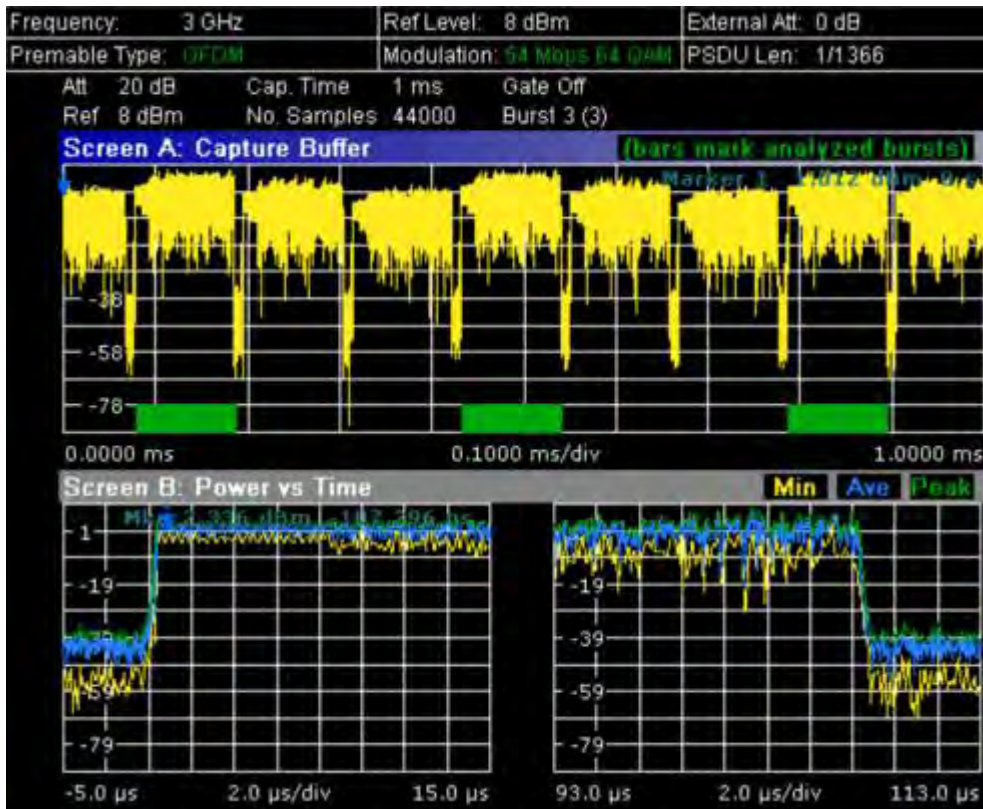 Frequency: 3 GHz Ref Level: 8 dBm External Att: 0 dB
Premable Type: OFDM Modulation: 54 Mbps 64 QAM PSDU Len: 1/1366
Att 20 dB Cap. Time 1 ms Gate Off
Ref 8 dBm No. Samples 44000 Burst 3 (3)
Screen A: Capture Buffer (bars mark analyzed bursts)
Marker 1
-38
-58
-78
0.0000 ms 0.1000 ms/div 1.0000 ms
Screen B: Power vs Time Min Ave Peak
1
-19 -19
-39
-59 -59
-79 -79
-5.0 µs 2.0 µs/div 15.0 µs 93.0 µs 2.0 µs/div 113.0 µs